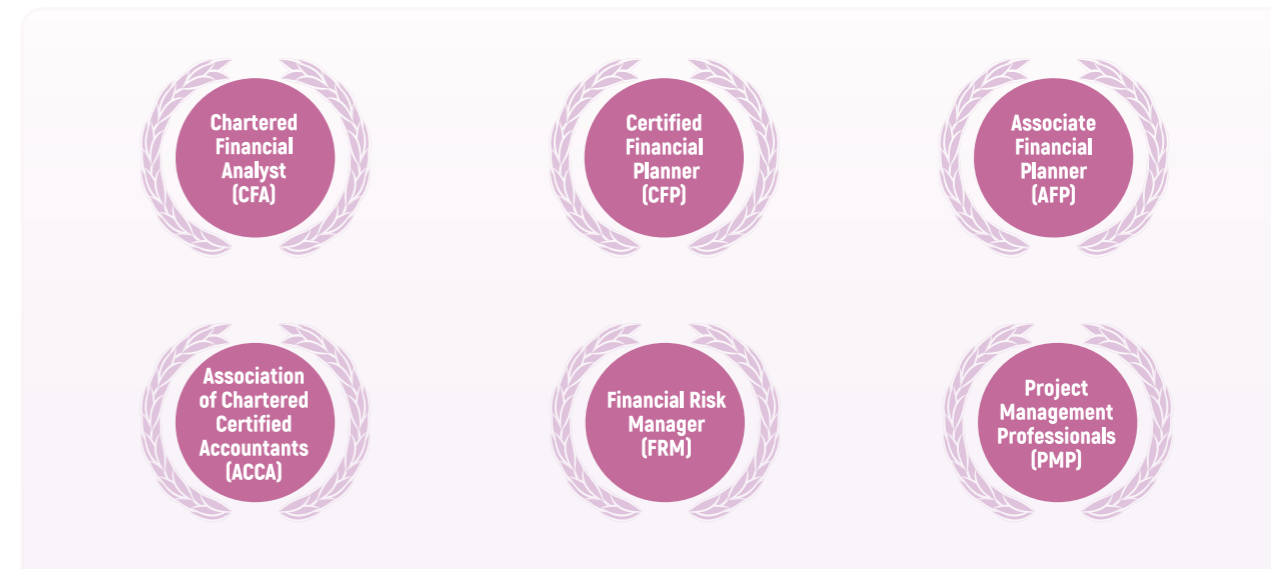 Chartered
Financial
Analyst
(CFA)
Certified
Financial
Planner
(CFP)
Associate
Financial
Planner
(AFP)
Association
of Chartered
Certified
Accountants
(ACCA)
Financial Risk
Manager
(FRM)
Project
Management
Professionals
(PMP)